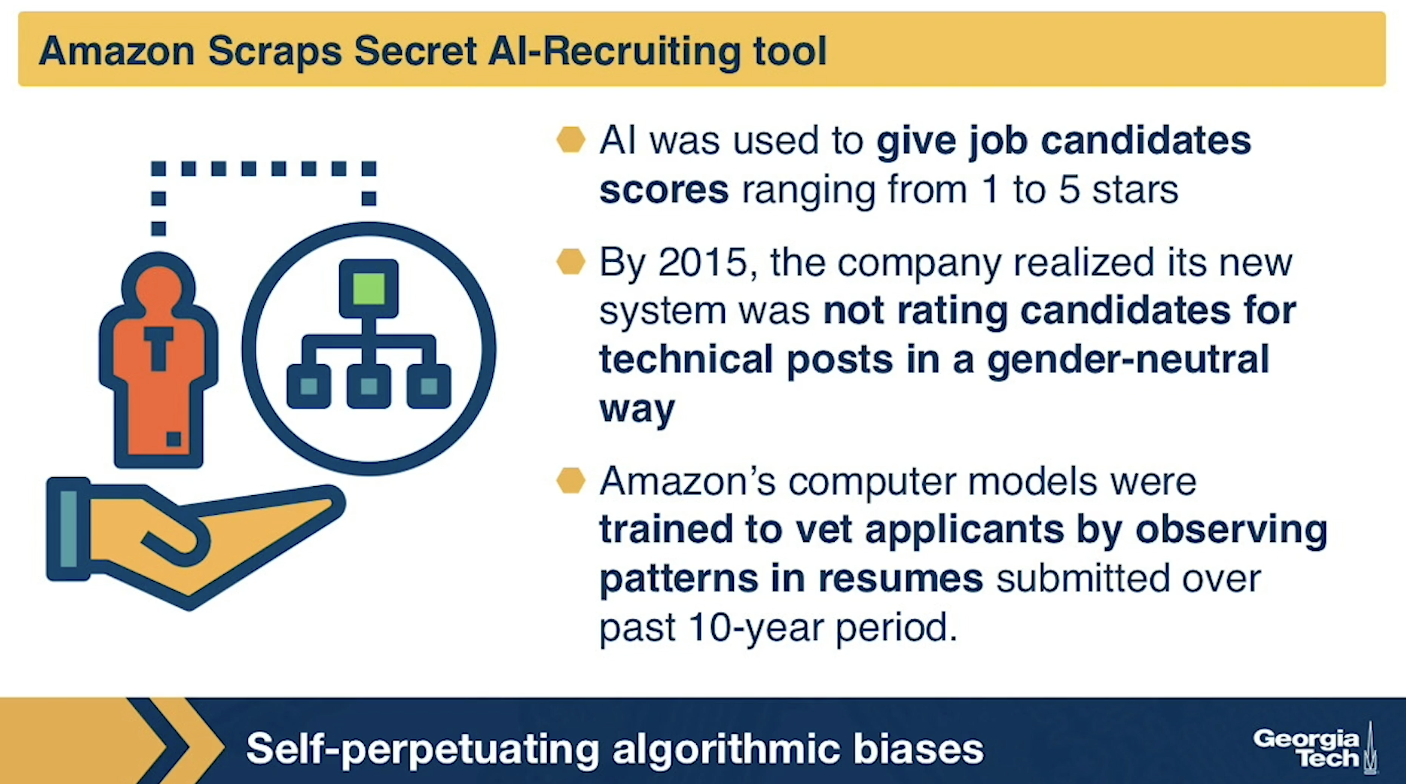 Amazon Scraps Secret AI-Recruiting tool
AI was used to give job candidates
scores ranging from 1 to 5 stars
By 2015, the company realized its new
system was not rating candidates for
technical posts in a gender-neutral
way
Amazon's computer models were
trained to vet applicants by observing
patterns in resumes submitted over
past 10-year period.
Self-perpetuating algorithmic biases
Georgia
Tech